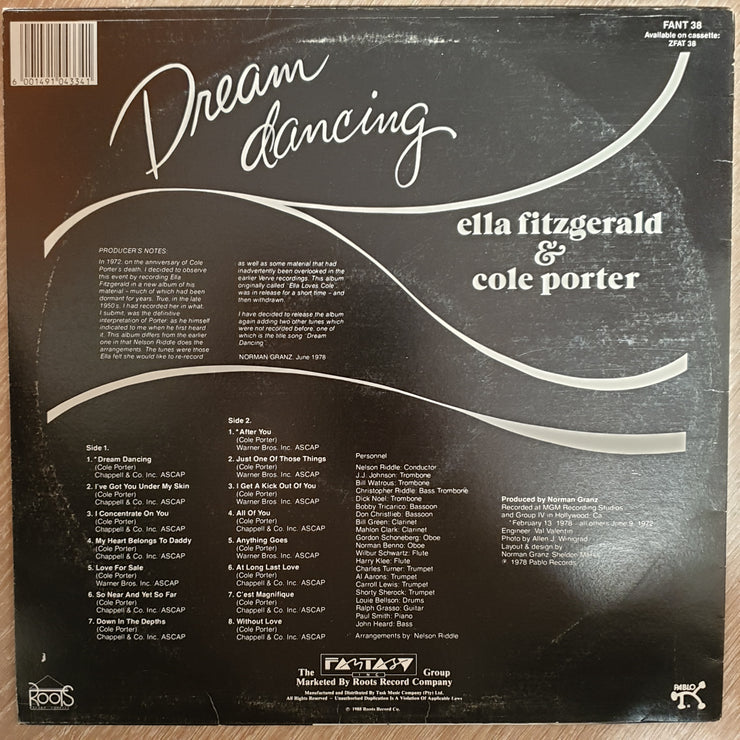 6 001491 043341
FANT 38
Available on cassette:
ZFAT 38
Dream
dancing
ella fitzgerald
&
cole porter
PRODUCER'S NOTES:
In 1972, on the anniversary of Cole
Porter's death, I decided to observe
this event by recording Ella
Fitzgerald in a new album of his
material – much of which had been
dormant for years. True, in the late
1950's, I had recorded her in what,
I submit, was the definitive
interpretation of Porter, as he himself
indicated to me when he first heard
it. This album differs from the earlier
one in that Nelson Riddle does the
arrangements. The tunes were those
Ella felt she would like to re-record
as well as some material that had
inadvertently been overlooked in the
earlier Verve recordings. This album
originally called "Ella Loves Cole"
was in release for a short time – and
then withdrawn.
I have decided to release the album
again adding two other tunes which
were not recorded before, one of
which is the title song "Dream
Dancing"
NORMAN GRANZ, June 1978
Side 1.
1. *Dream Dancing
(Cole Porter)
Chappell & Co. Inc. ASCAP
2. I've Got You Under My Skin
(Cole Porter)
Chappell & Co. Inc. ASCAP
3. I Concentrate On You
(Cole Porter)
Chappell & Co. Inc. ASCAP
4. My Heart Belongs To Daddy
(Cole Porter)
Chappell & Co. Inc. ASCAP
5. Love For Sale
(Cole Porter)
Warner Bros. Inc. ASCAP
6. So Near And Yet So Far
(Cole Porter)
Chappell & Co. Inc. ASCAP
7. Down In The Depths
(Cole Porter)
Chappell & Co. Inc. ASCAP
Side 2.
1. *After You
(Cole Porter)
Warner Bros. Inc. ASCAP
2. Just One Of Those Things
(Cole Porter)
Warner Bros. Inc. ASCAP
3. I Get A Kick Out Of You
(Cole Porter)
Warner Bros. Inc. ASCAP
4. All Of You
(Cole Porter)
Chappell & Co. Inc. ASCAP
5. Anything Goes
(Cole Porter)
Warner Bros. Inc. ASCAP
6. At Long Last Love
(Cole Porter)
Chappell & Co. Inc. ASCAP
7. C'est Magnifique
(Cole Porter)
Chappell & Co. Inc. ASCAP
8. Without Love
(Cole Porter)
Chappell & Co. Inc. ASCAP
Personnel
Nelson Riddle: Conductor
J.J. Johnson: Trombone
Bill Watrous: Trombone
Christopher Riddle: Bass Trombone
Dick Noel: Trombone
Bobby Tricarico: Bassoon
Don Christlieb: Bassoon
Bill Green: Clarinet
Mahlon Clark: Clarinet
Gordon Schoneberg: Oboe
Norman Benno: Oboe
Wilbur Schwartz: Flute
Harry Klee: Flute
Charles Turner: Trumpet
Al Aarons: Trumpet
Carroll Lewis: Trumpet
Shorty Sherock: Trumpet
Louie Bellson: Drums
Ralph Grasso: Guitar
Paul Smith: Piano
John Heard: Bass
Arrangements by: Nelson Riddle
Produced by Norman Granz
Recorded at MGM Recording Studios
and Group IV in Hollywood, Ca.
*February 13, 1978 – all others June 9, 1972
Engineer: Val Valentin
Photo by Allen J. Winigrad
Layout & design by
Norman Granz Sheldon
℗ 1978 Pablo Records
The FANTASY INC Group
Marketed By Roots Record Company
Manufactured and Distributed By Tusk Music Company (Pty) Ltd.
All Rights Reserved – Unauthorised Duplication Is A Violation Of Applicable Laws
© 1988 Roots Record Co.
ROOTS
PABLO